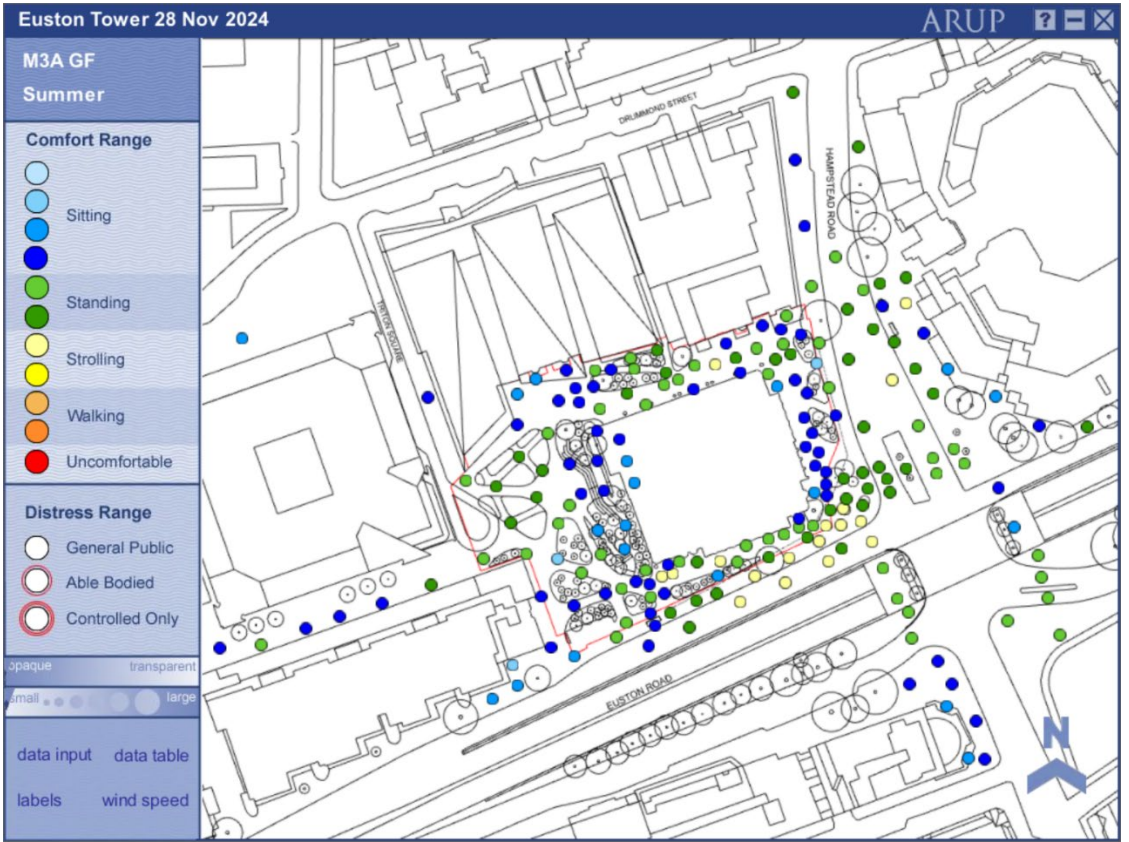 Euston Tower 28 Nov 2024
ARUP
?
M3A GF
Summer
Comfort Range
Sitting
Standing
Strolling
Walking
Uncomfortable
Distress Range
General Public
Able Bodied
Controlled Only
opaque transparent
small large
data input data table
labels wind speed
DRUMMOND STREET
HAMPSTEAD ROAD
TRITON SQUARE
EUSTON ROAD
N